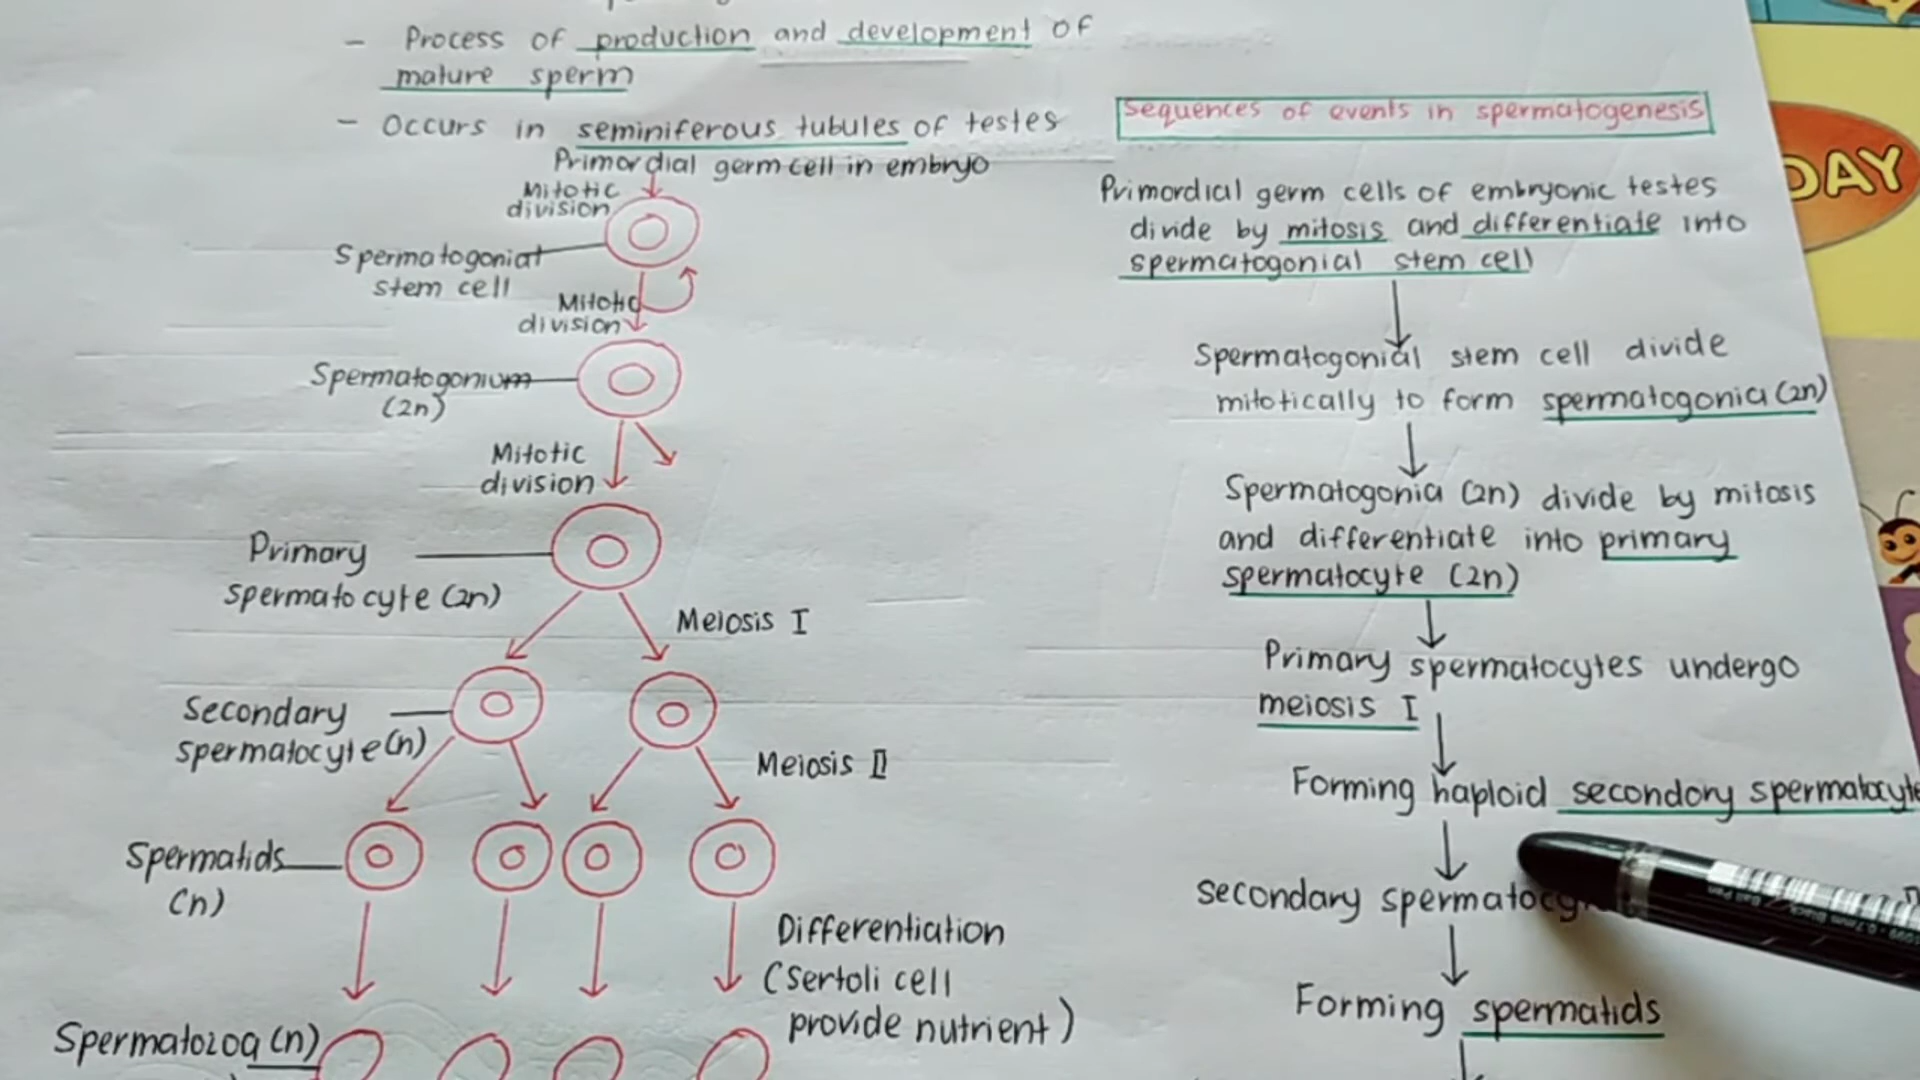 - Process of production and development of
mature sperm
- Occurs in seminiferous tubules of testes
Primordial germ cell in embryo
Mitotic
division
Spermatogonial
stem cell
Mitotic
division
Spermatogonium
(2n)
Mitotic
division
Primary
spermatocyte (2n)
Meiosis I
Secondary
spermatocyte (n)
Meiosis II
Spermatids
(n)
Differentiation
(Sertoli cell
provide nutrient)
Spermatozoa (n)
Sequences of events in spermatogenesis
Primordial germ cells of embryonic testes
divide by mitosis and differentiate into
spermatogonial stem cell
Spermatogonial stem cell divide
mitotically to form spermatogonia (2n)
Spermatogonia (2n) divide by mitosis
and differentiate into primary
spermatocyte (2n)
Primary spermatocytes undergo
meiosis I
Forming haploid secondary spermatocyte
Secondary
Forming spermatids
DAY